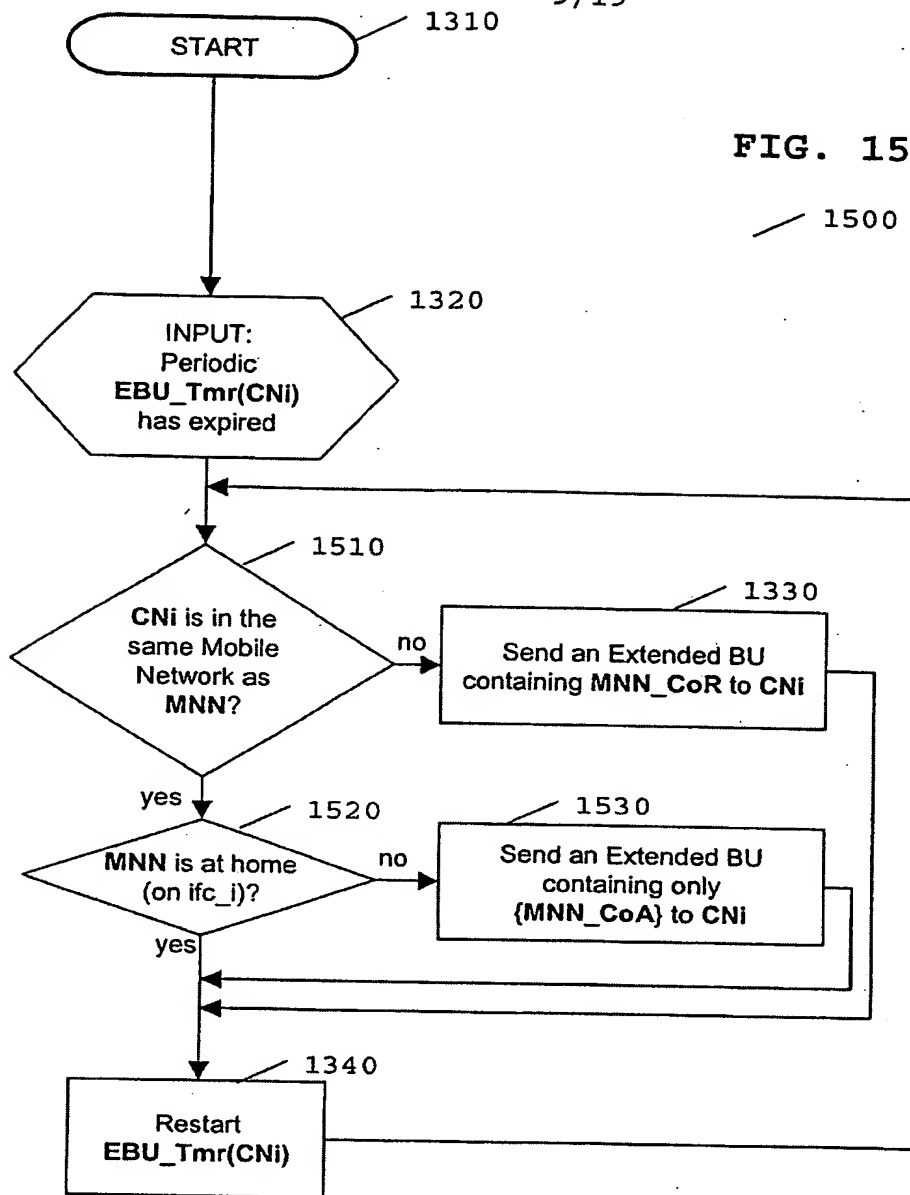 9/19
START
1310
FIG. 15
1500
1320
INPUT:
Periodic
EBU_Tmr(CNi)
has expired
1510
CNi is in the
same Mobile
Network as
MNN?
no
1330
Send an Extended BU
containing MNN_CoR to CNi
yes
1520
MNN is at home
(on ifc_i)?
no
1530
Send an Extended BU
containing only
{MNN_CoA} to CNi
yes
1340
Restart
EBU_Tmr(CNi)